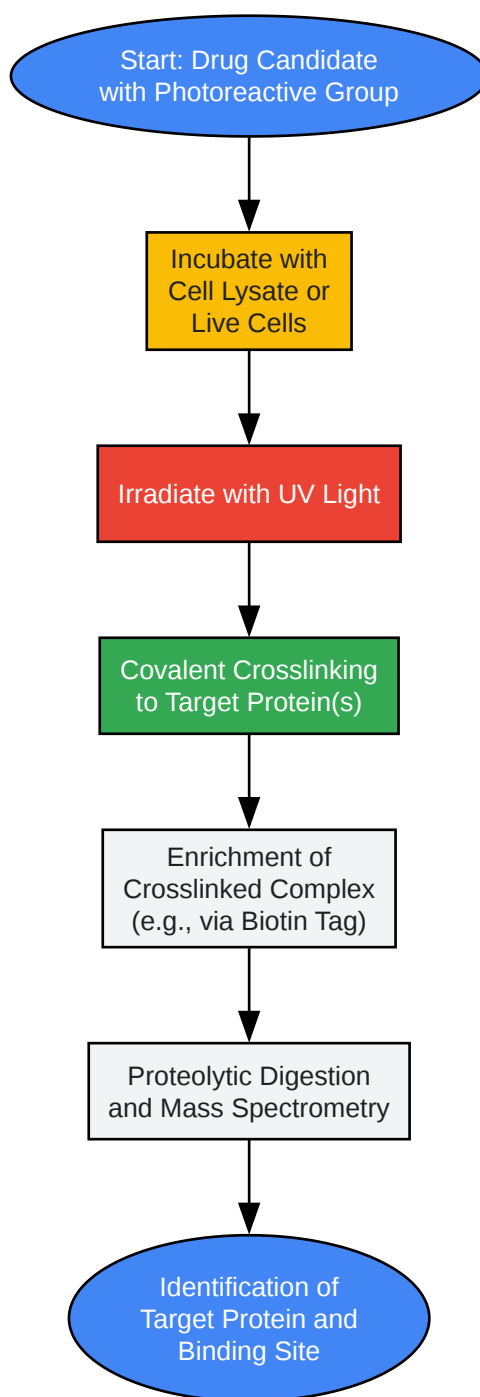 Start: Drug Candidate
with Photoreactive Group
Incubate with
Cell Lysate or
Live Cells
Irradiate with UV Light
Covalent Crosslinking
to Target Protein(s)
Enrichment of
Crosslinked Complex
(e.g., via Biotin Tag)
Proteolytic Digestion
and Mass Spectrometry
Identification of
Target Protein and
Binding Site